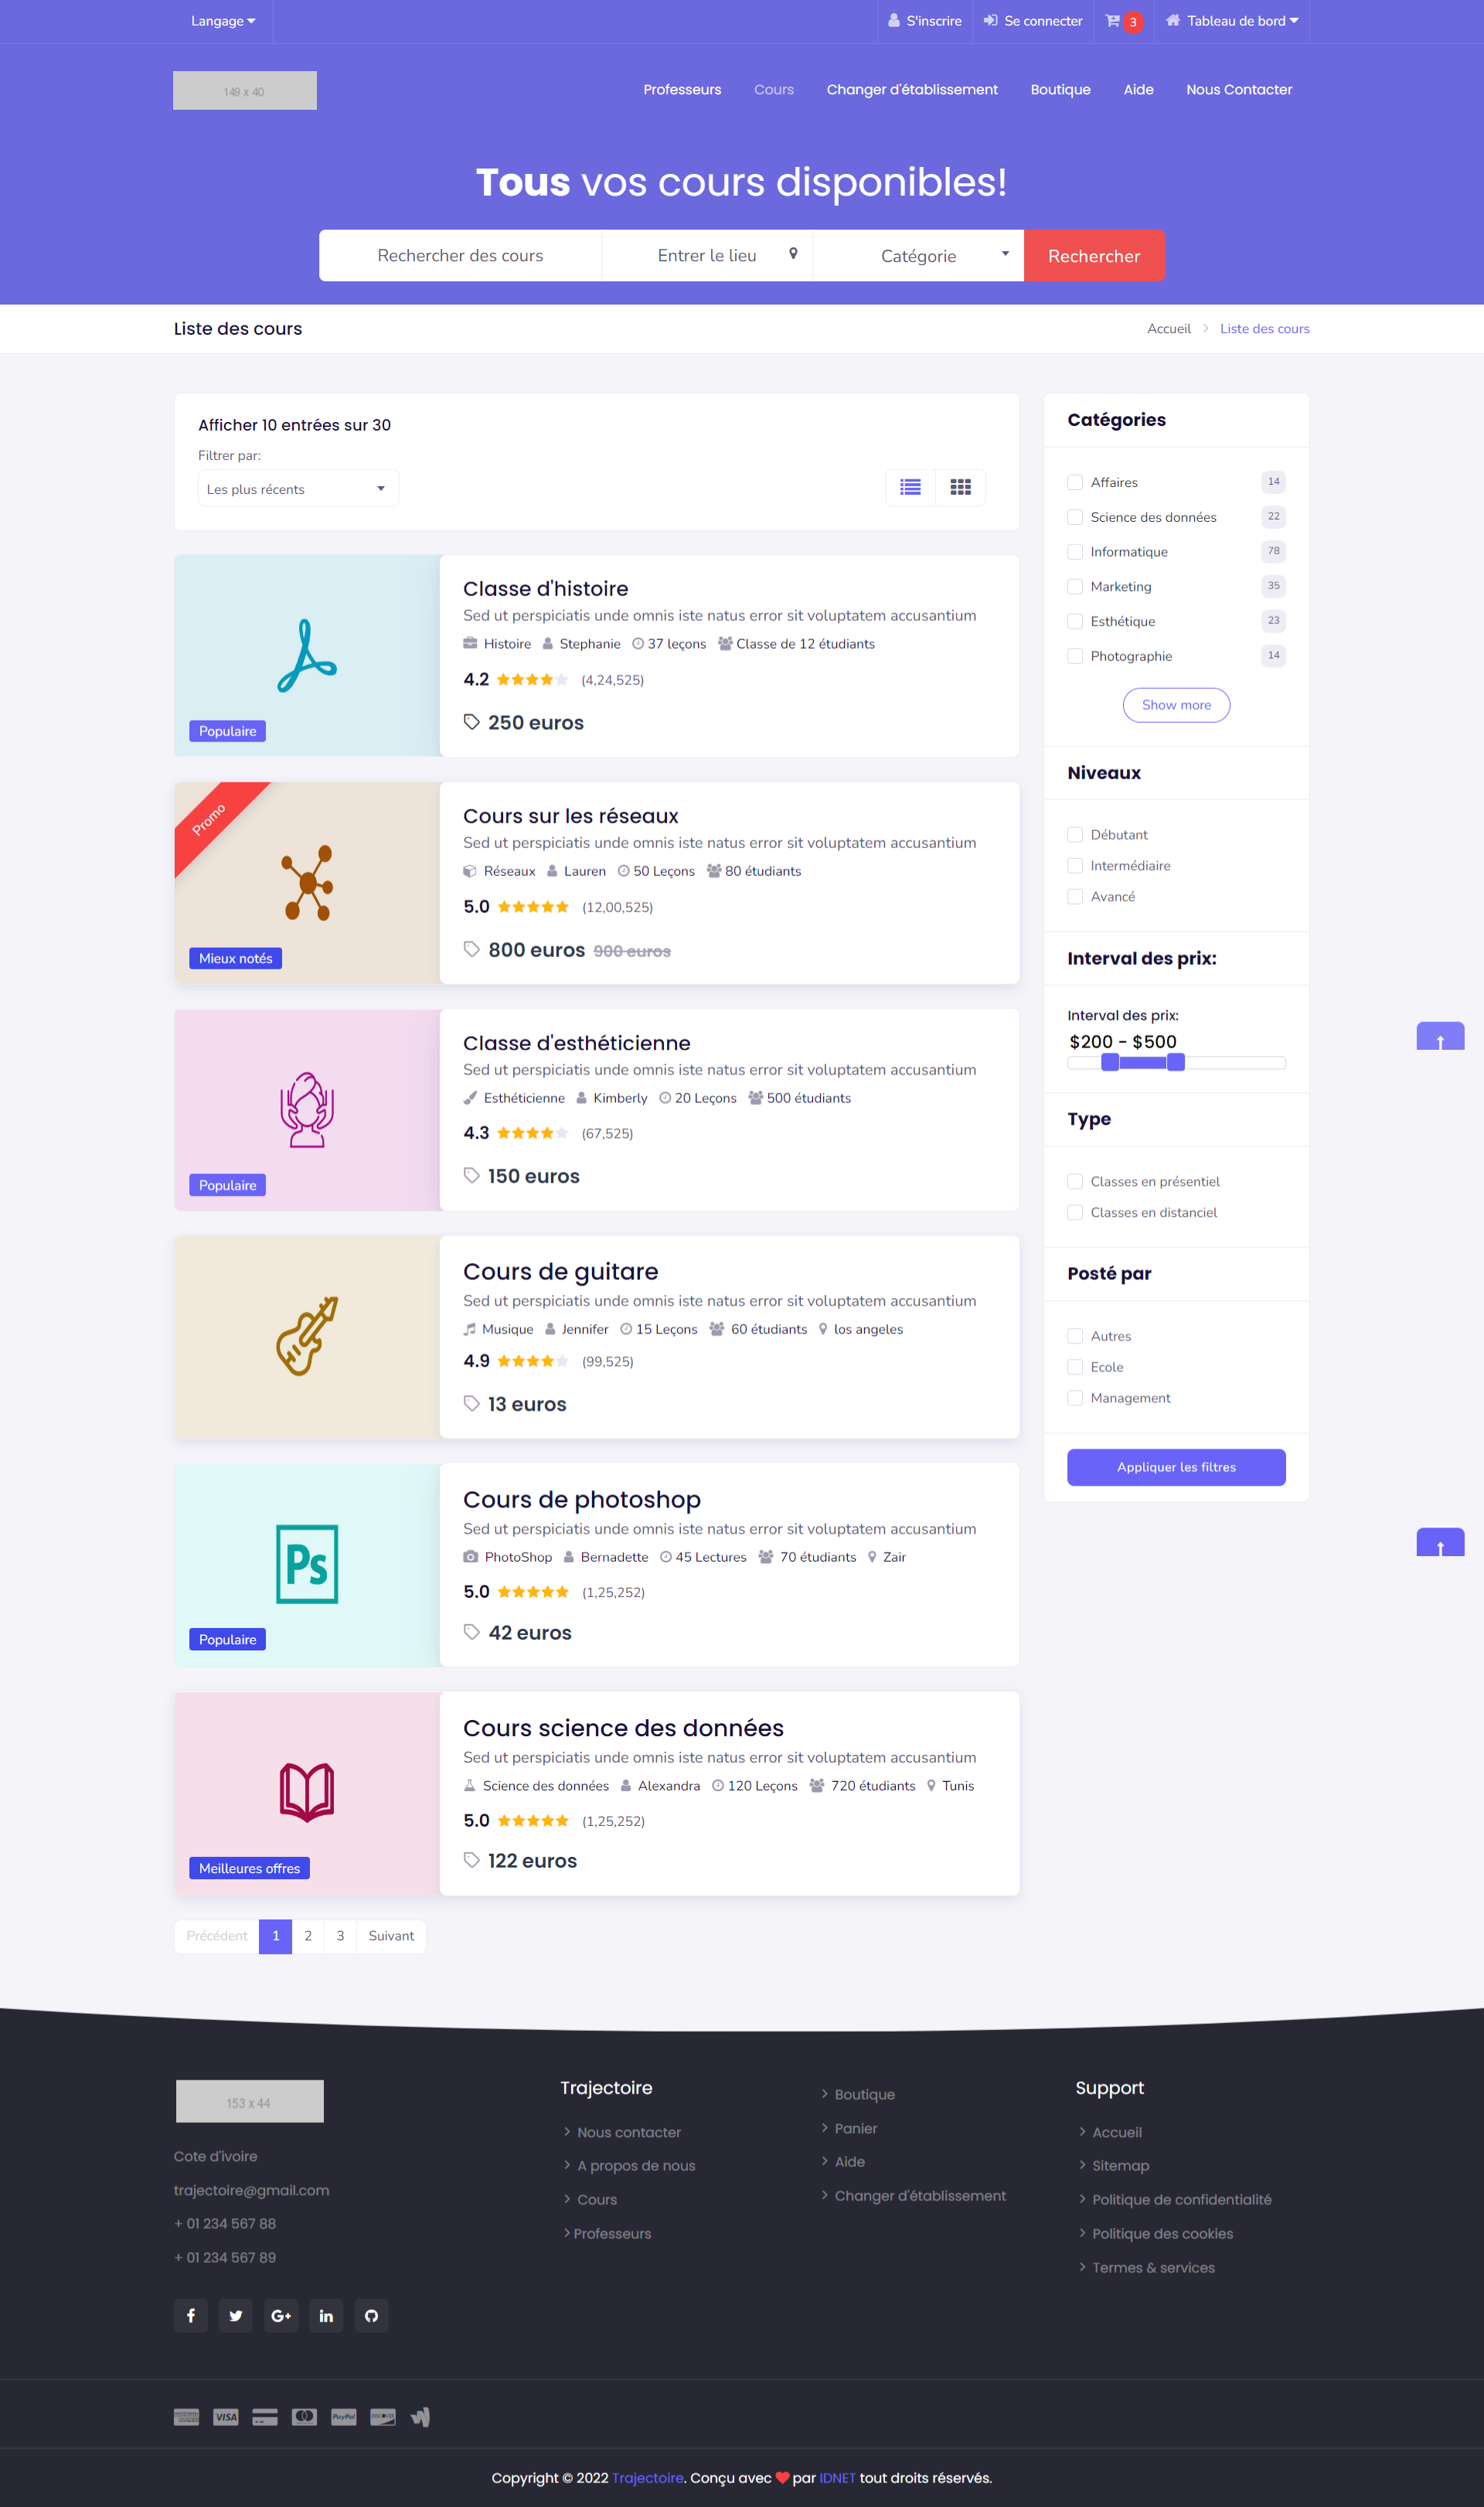 Langage
S'inscrire
Se connecter
3
Tableau de bord
149 x 40
Professeurs
Cours
Changer d'établissement
Boutique
Aide
Nous Contacter
Tous vos cours disponibles!
Rechercher des cours
Entrer le lieu
Catégorie
Rechercher
Liste des cours
Accueil
Liste des cours
Afficher 10 entrées sur 30
Filtrer par:
Les plus récents
Populaire
Classe d'histoire
Sed ut perspiciatis unde omnis iste natus error sit voluptatem accusantium
Histoire Stephanie 37 leçons Classe de 12 étudiants
4.2 (4,24,525)
250 euros
Promo
Mieux notés
Cours sur les réseaux
Sed ut perspiciatis unde omnis iste natus error sit voluptatem accusantium
Réseaux Lauren 50 Leçons 80 étudiants
5.0 (12,00,525)
800 euros 900 euros
Populaire
Classe d'esthéticienne
Sed ut perspiciatis unde omnis iste natus error sit voluptatem accusantium
Esthéticienne Kimberly 20 Leçons 500 étudiants
4.3 (67,525)
150 euros
Cours de guitare
Sed ut perspiciatis unde omnis iste natus error sit voluptatem accusantium
Musique Jennifer 15 Leçons 60 étudiants los angeles
4.9 (99,525)
13 euros
Ps
Populaire
Cours de photoshop
Sed ut perspiciatis unde omnis iste natus error sit voluptatem accusantium
PhotoShop Bernadette 45 Lectures 70 étudiants Zair
5.0 (1,25,252)
42 euros
Meilleures offres
Cours science des données
Sed ut perspiciatis unde omnis iste natus error sit voluptatem accusantium
Science des données Alexandra 120 Leçons 720 étudiants Tunis
5.0 (1,25,252)
122 euros
Précédent 1 2 3 Suivant
Catégories
Affaires 14
Science des données 22
Informatique 78
Marketing 35
Esthétique 23
Photographie 14
Show more
Niveaux
Débutant
Intermédiaire
Avancé
Interval des prix:
Interval des prix:
$200 - $500
Type
Classes en présentiel
Classes en distanciel
Posté par
Autres
Ecole
Management
Appliquer les filtres
153 x 44
Cote d'ivoire
trajectoire@gmail.com
+ 01 234 567 88
+ 01 234 567 89
Trajectoire
Nous contacter
A propos de nous
Cours
Professeurs
Boutique
Panier
Aide
Changer d'établissement
Support
Accueil
Sitemap
Politique de confidentialité
Politique des cookies
Termes & services
G+ in
VISA PayPal DISCOVER
Copyright © 2022 Trajectoire. Conçu avec par IDNET tout droits réservés.